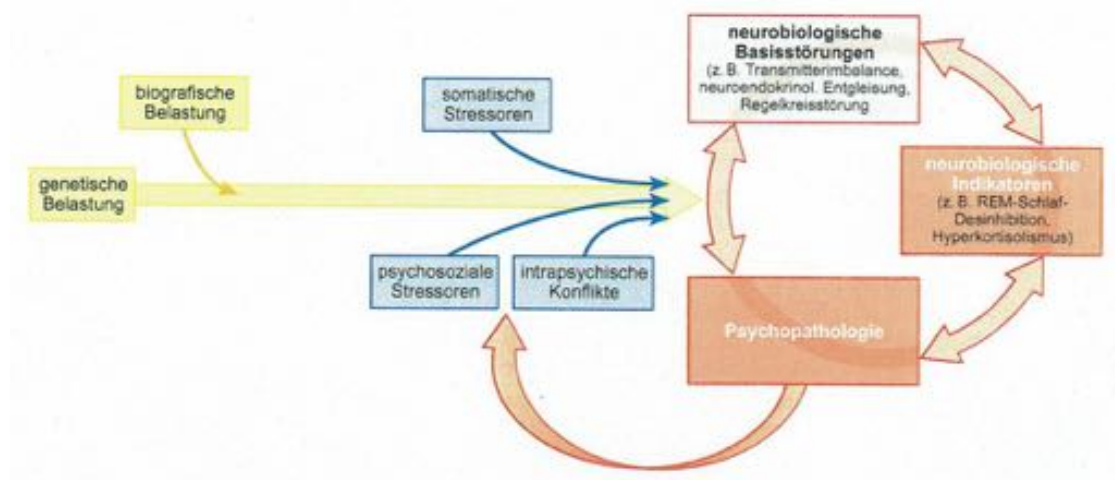 neurobiologische
Basisstörungen
(z. B. Transmitterimbalance,
neuroendokrinol. Entgleisung,
Regelkreisstörung
biografische
Belastung
somatische
Stressoren
genetische
Belastung
neurobiologische
Indikatoren
(z. B. REM-Schlaf-
Desinhibition,
Hyperkortisolismus)
psychosoziale
Stressoren
intrapsychische
Konflikte
Psychopathologie